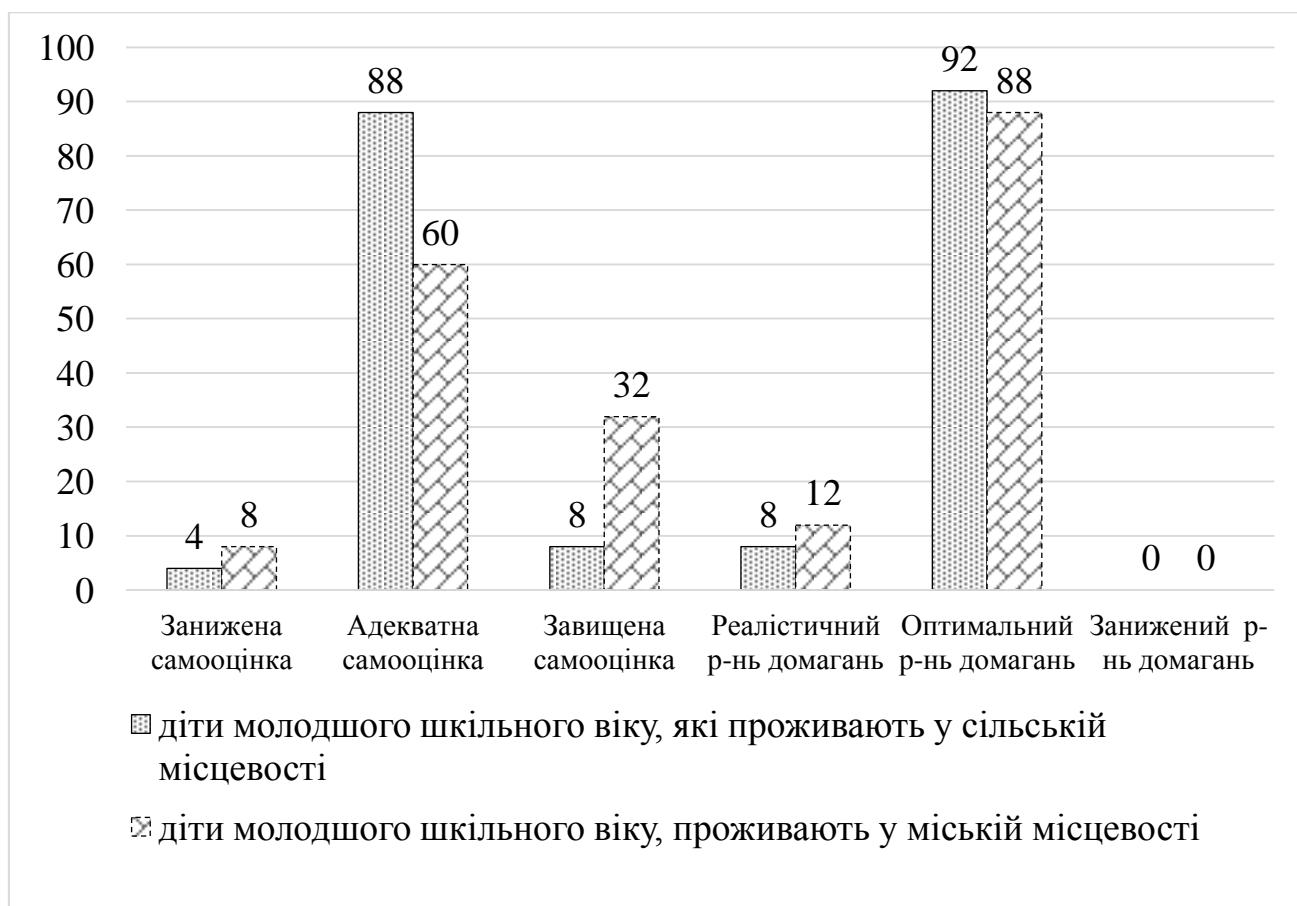 100
90
80
70
60
50
40
30
20
10
0
4
8
88
60
8
32
8
12
92
88
0
0
Занижена
самооцінка
Адекватна
самооцінка
Завищена
самооцінка
Реалістичний
р-нь домагань
Оптимальний
р-нь домагань
Занижений р-
нь домагань
діти молодшого шкільного віку, які проживають у сільській
місцевості
діти молодшого шкільного віку, проживають у міській місцевості